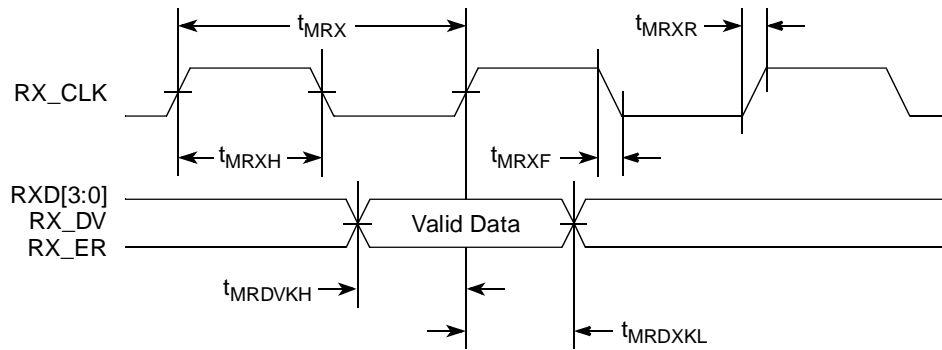 tMRX
tMRXR
RX_CLK
tMRXH
tMRXF
RXD[3:0]
RX_DV
Valid Data
RX_ER
tMRDVKH
tMRDXKL